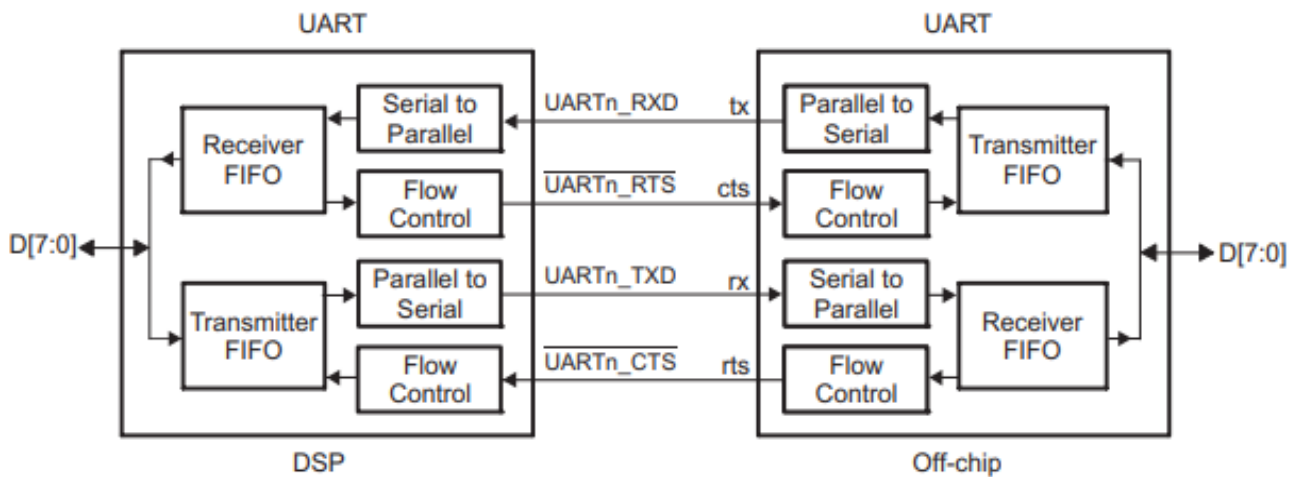 UART
UART
Serial to
Parallel
UARTn_RXD
tx
Parallel to
Serial
Receiver
FIFO
Transmitter
FIFO
Flow
Control
UARTn_RTS
cts
Flow
Control
D[7:0]
D[7:0]
Parallel to
Serial
UARTn_TXD
rx
Serial to
Parallel
Transmitter
FIFO
Receiver
FIFO
Flow
Control
UARTn_CTS
rts
Flow
Control
DSP
Off-chip